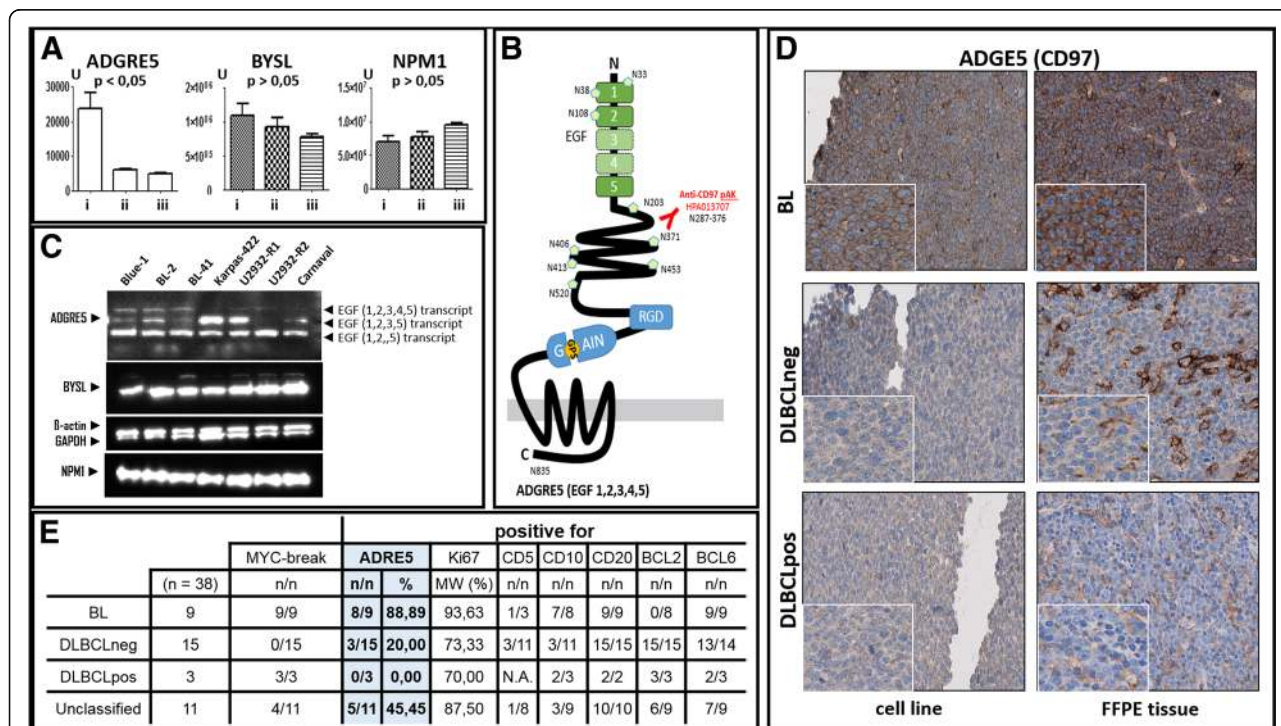 A
ADGRE5
p < 0,05
U
30000
20000
10000
0
i ii iii
BYSL
p > 0,05
U
1.5×10⁰⁶
1×10⁰⁶
5×10⁰⁵
0
i ii iii
NPM1
p > 0,05
U
1.5×10⁷
1.0×10⁷
5.0×10⁶
0
i ii iii
B
N
N33
N38
1
N108
2
EGF
3
4
5
N203
Anti-CD97 pAK
HPA013707
N287-376
N371
N406
N413
N453
N520
RGD
G
GPS
AIN
C
N835
ADGRE5 (EGF 1,2,3,4,5)
C
Blue-1
BL-2
BL-41
Karpas-422
U2932-R1
U2932-R2
Carnaval
ADGRE5
EGF (1,2,3,4,5) transcript
EGF (1,2,3,5) transcript
EGF (1,2,,5) transcript
BYSL
ß-actin
GAPDH
NPM1
D
ADGE5 (CD97)
BL
DLBCLneg
DLBCLpos
cell line FFPE tissue
E
positive for
MYC-break ADRE5 Ki67 CD5 CD10 CD20 BCL2 BCL6
(n = 38) n/n n/n % MW (%) n/n n/n n/n n/n n/n
BL 9 9/9 8/9 88,89 93,63 1/3 7/8 9/9 0/8 9/9
DLBCLneg 15 0/15 3/15 20,00 73,33 3/11 3/11 15/15 15/15 13/14
DLBCLpos 3 3/3 0/3 0,00 70,00 N.A. 2/3 2/2 3/3 2/3
Unclassified 11 4/11 5/11 45,45 87,50 1/8 3/9 10/10 6/9 7/9